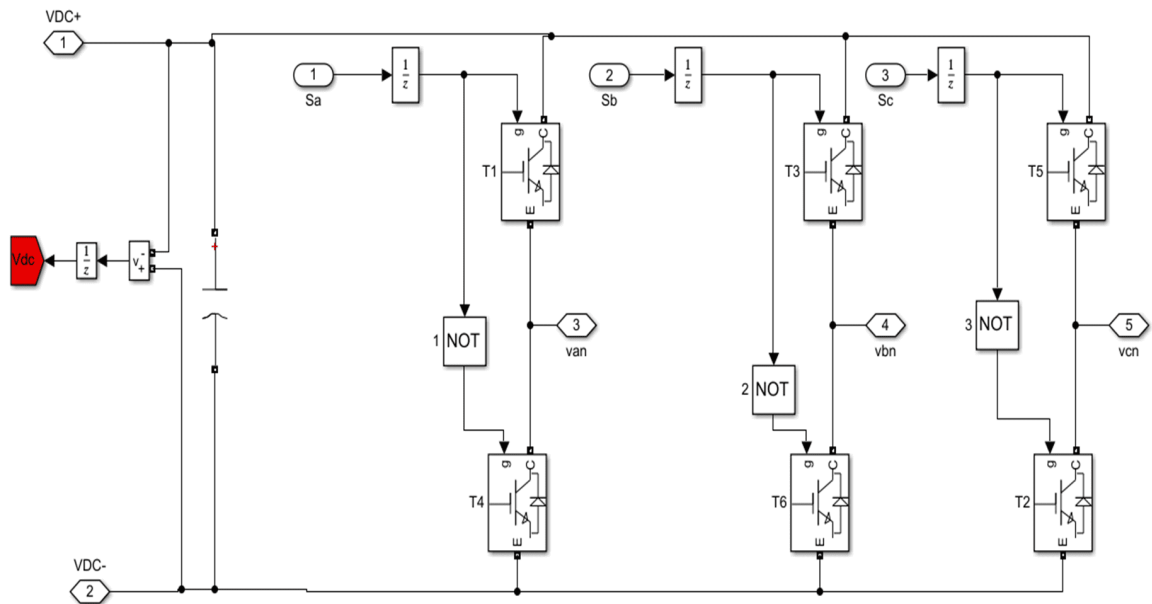 VDC+
1
1
Sa
1
z
2
Sb
1
z
3
Sc
1
z
g
C
T1
E
g
C
T3
E
g
C
T5
E
Vdc
1
z
v
-
+
+
1
NOT
3
van
2
NOT
4
vbn
3
NOT
5
vcn
g
C
T4
E
g
C
T6
E
g
C
T2
E
VDC-
2